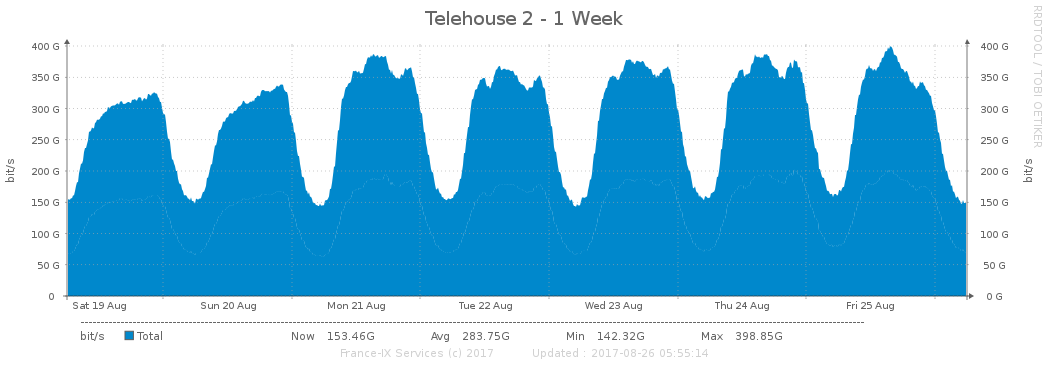 Telehouse 2 - 1 Week
RRDTOOL / TOBI OETIKER
400 G 400 G
350 G 350 G
300 G 300 G
250 G 250 G
200 G 200 G
150 G 150 G
100 G 100 G
50 G 50 G
0 0 G
bit/s
bit/s
Sat 19 Aug Sun 20 Aug Mon 21 Aug Tue 22 Aug Wed 23 Aug Thu 24 Aug Fri 25 Aug
bit/s Total Now 153.46G Avg 283.75G Min 142.32G Max 398.85G
France-IX Services (c) 2017 Updated : 2017-08-26 05:55:14